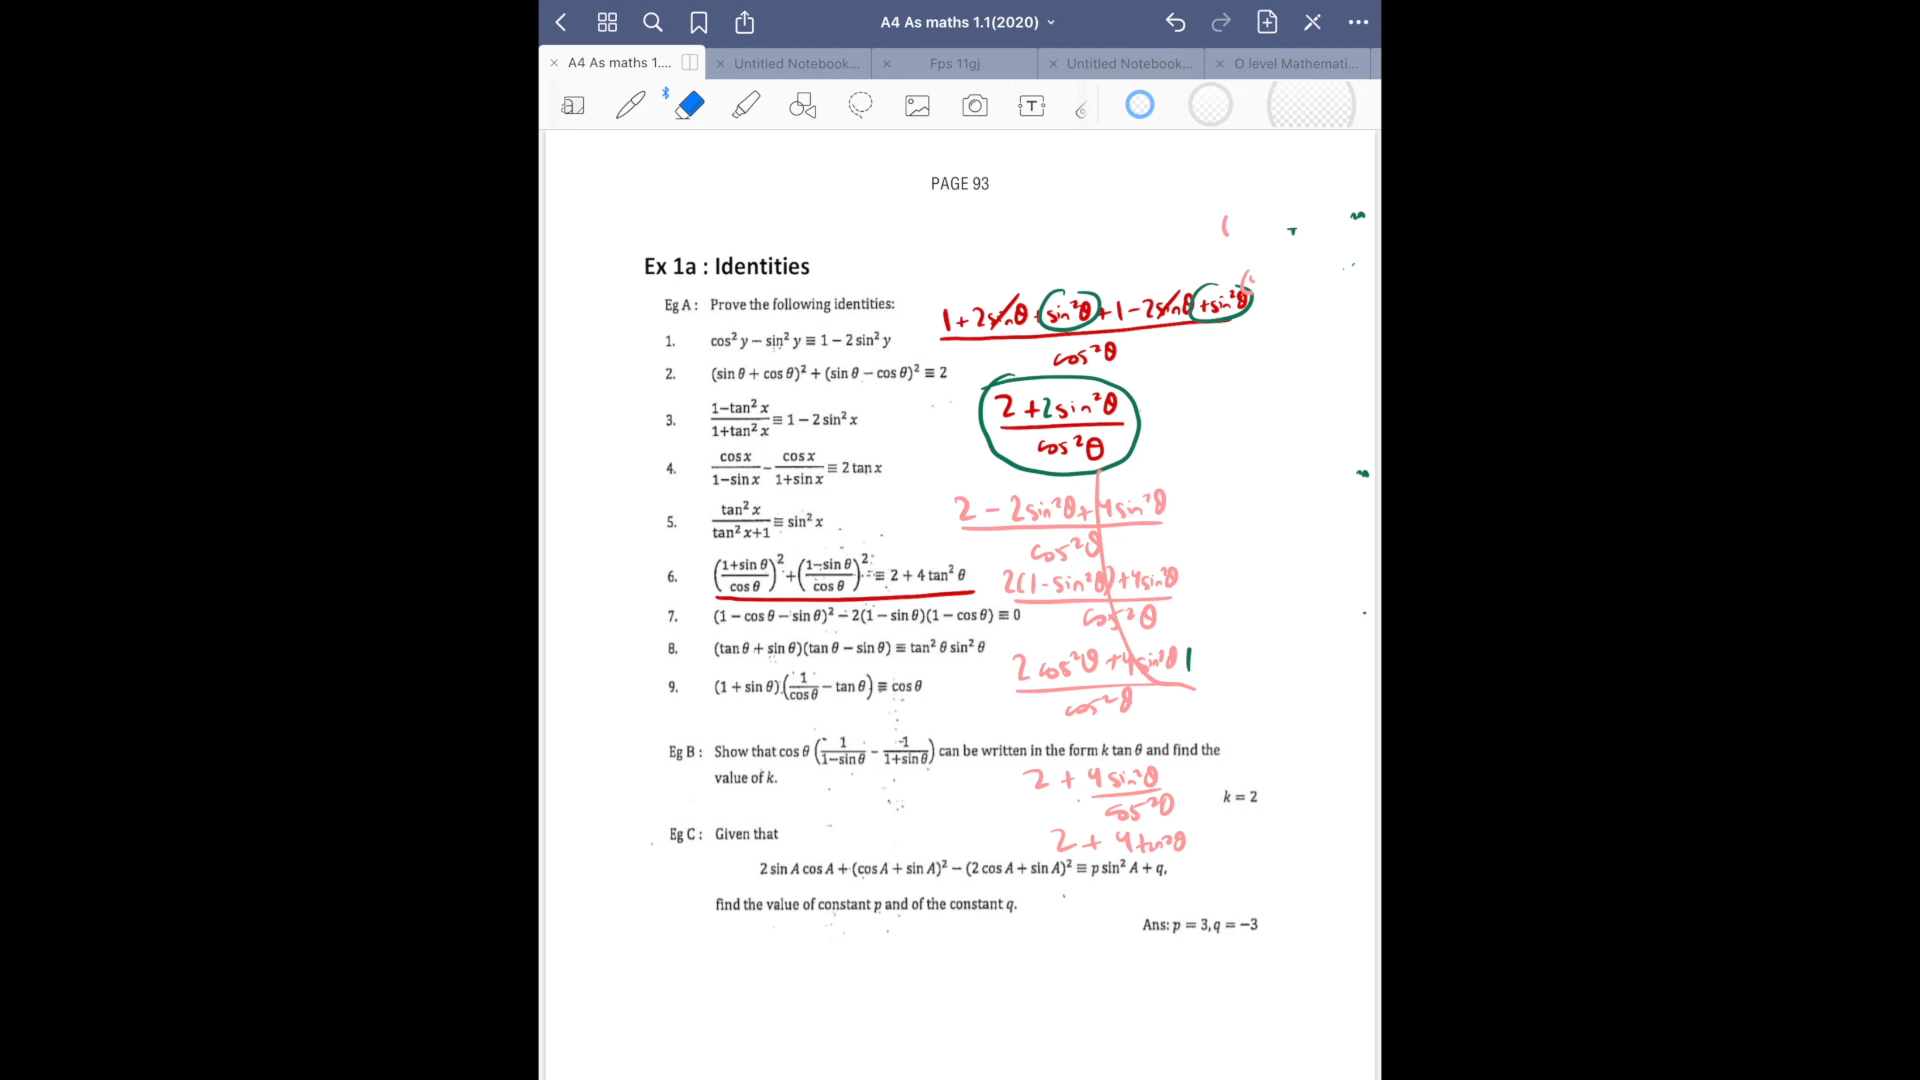 A4 As maths 1.1(2020)
A4 As maths 1.... Untitled Notebook... Fps 11gj Untitled Notebook... O level Mathemati...
T
PAGE 93
Ex 1a : Identities
Eg A : Prove the following identities:
1. cos² y − sin² y ≡ 1 − 2 sin² y
2. (sin θ + cos θ)² + (sin θ − cos θ)² ≡ 2
3. (1−tan² x)/(1+tan² x) ≡ 1 − 2 sin² x
4. cos x/(1−sin x) − cos x/(1+sin x) ≡ 2 tan x
5. tan² x/(tan² x+1) ≡ sin² x
6. ((1+sin θ)/cos θ)² + ((1−sin θ)/cos θ)² ≡ 2 + 4 tan² θ
7. (1 − cos θ − sin θ)² − 2(1 − sin θ)(1 − cos θ) ≡ 0
8. (tan θ + sin θ)(tan θ − sin θ) ≡ tan² θ sin² θ
9. (1 + sin θ)(1/cos θ − tan θ) ≡ cos θ
Eg B : Show that cos θ (1/(1−sin θ) − 1/(1+sin θ)) can be written in the form k tan θ and find the
value of k.
k = 2
Eg C : Given that
2 sin A cos A + (cos A + sin A)² − (2 cos A + sin A)² ≡ p sin² A + q,
find the value of constant p and of the constant q.
Ans: p = 3, q = −3
1 + 2sinθ + sin²θ + 1 − 2sinθ + sin²θ
cos²θ
2 + 2sin²θ
cos²θ
2 − 2sin²θ + 4sin²θ
cos²θ
2(1 − sin²θ) + 4sin²θ
cos²θ
2cos²θ + 4sin²θ
cos²θ
2 + 4sin²θ
cos²θ
2 + 4tan²θ